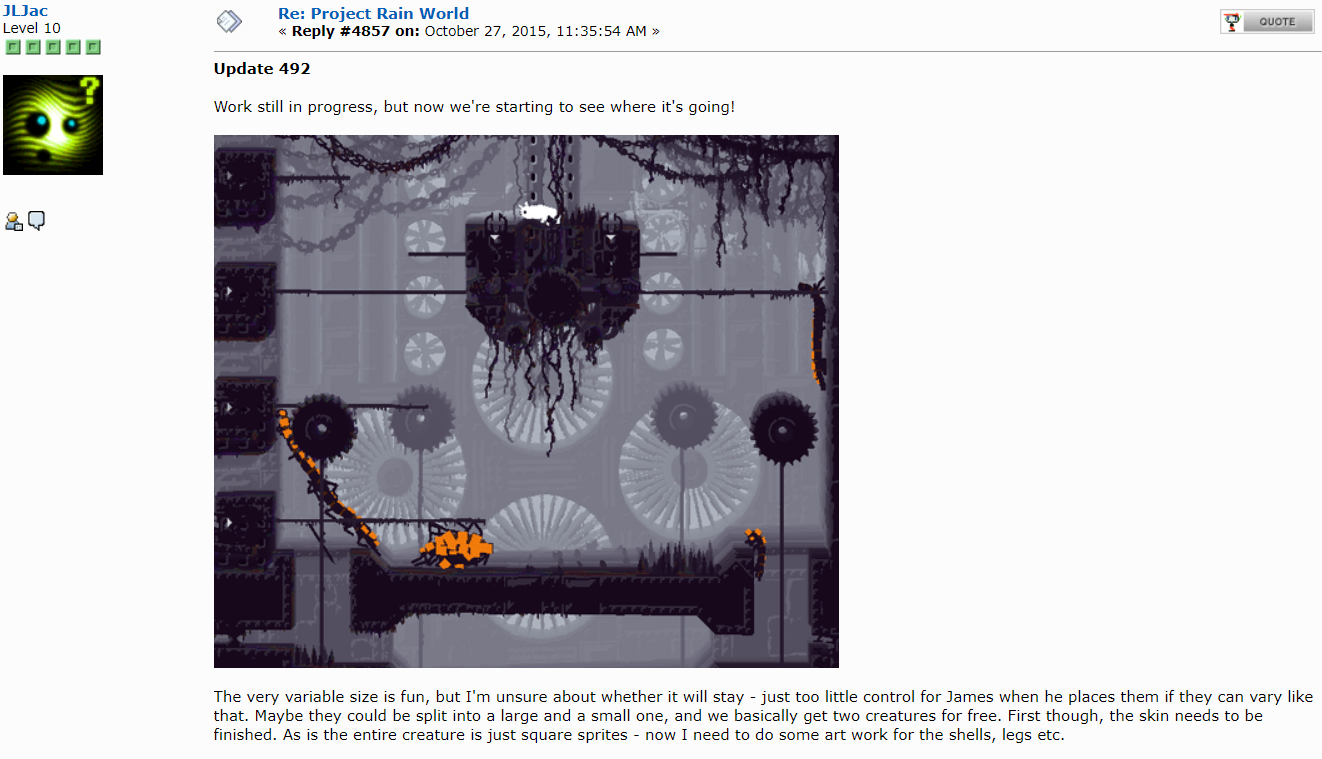 JLJac
Level 10
Re: Project Rain World
« Reply #4857 on: October 27, 2015, 11:35:54 AM »
QUOTE
Update 492
Work still in progress, but now we're starting to see where it's going!
The very variable size is fun, but I'm unsure about whether it will stay - just too little control for James when he places them if they can vary like
that. Maybe they could be split into a large and a small one, and we basically get two creatures for free. First though, the skin needs to be
finished. As is the entire creature is just square sprites - now I need to do some art work for the shells, legs etc.